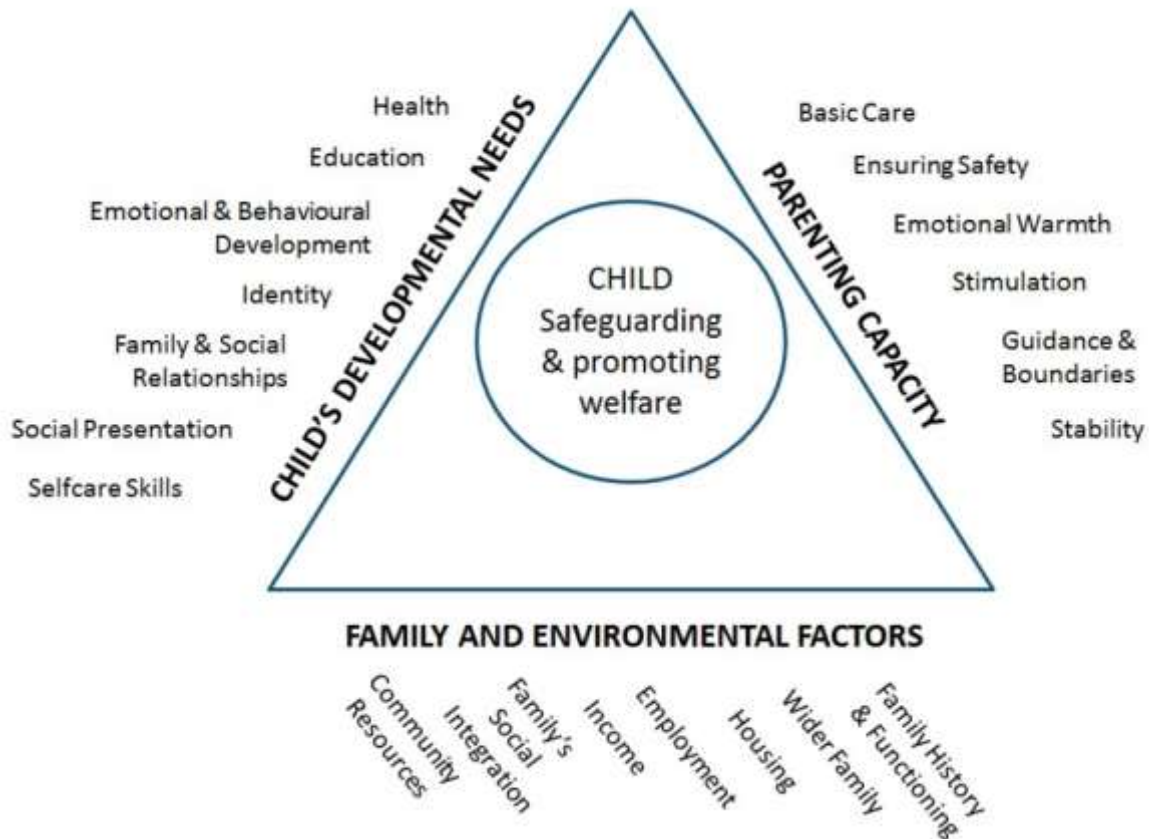 Health
Education
Emotional & Behavioural
Development
Identity
Family & Social
Relationships
Social Presentation
Selfcare Skills
CHILD'S DEVELOPMENTAL NEEDS
CHILD
Safeguarding
& promoting
welfare
PARENTING CAPACITY
Basic Care
Ensuring Safety
Emotional Warmth
Stimulation
Guidance &
Boundaries
Stability
FAMILY AND ENVIRONMENTAL FACTORS
Community
Resources
Family's
Social
Integration
Income
Employment
Housing
Wider Family
Family History
& Functioning